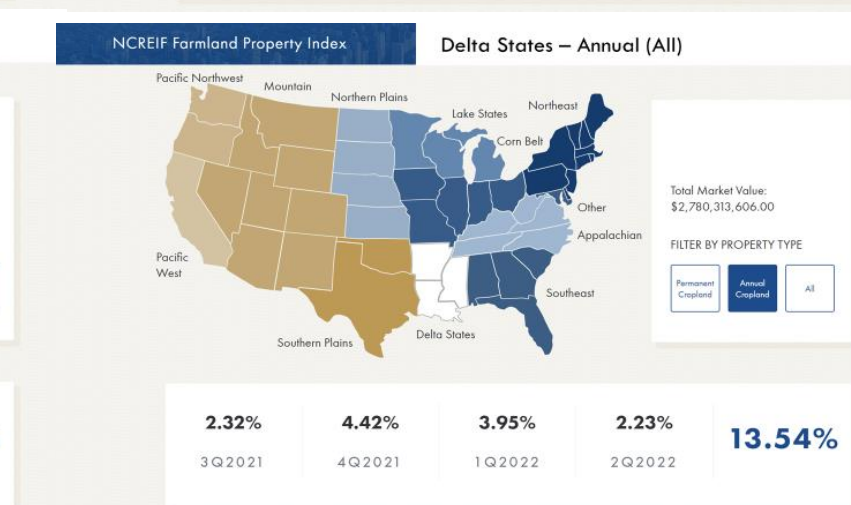 NCREIF Farmland Property Index
Delta States – Annual (All)
Pacific Northwest
Mountain
Northern Plains
Lake States
Northeast
Corn Belt
Other
Appalachian
Pacific
West
Southeast
Delta States
Southern Plains
Total Market Value:
$2,780,313,606.00
FILTER BY PROPERTY TYPE
Permanent
Cropland
Annual
Cropland
All
2.32%
3Q2021
4.42%
4Q2021
3.95%
1Q2022
2.23%
2Q2022
13.54%